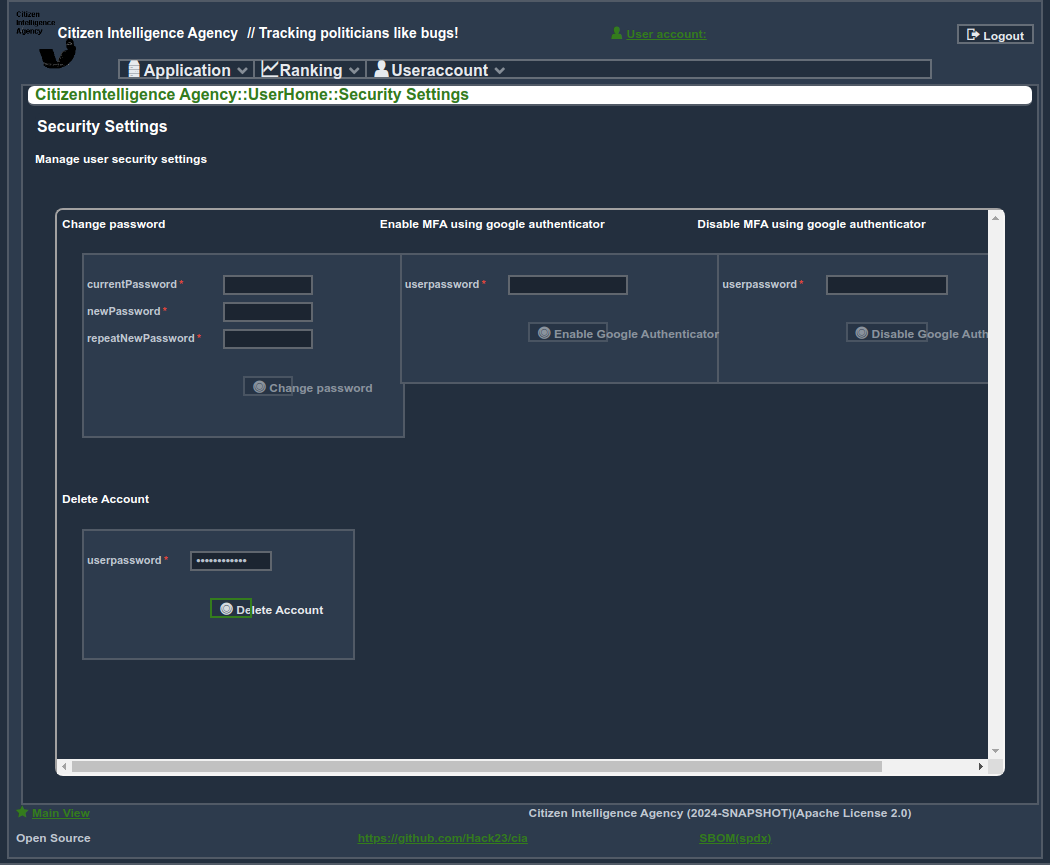 Citizen
Intelligence
Agency
Citizen Intelligence Agency // Tracking politicians like bugs!
User account:
Logout
Application Ranking Useraccount
CitizenIntelligence Agency::UserHome::Security Settings
Security Settings
Manage user security settings
Change password Enable MFA using google authenticator Disable MFA using google authenticator
currentPassword * userpassword * userpassword *
newPassword *
repeatNewPassword *
Enable Google Authenticator Disable Google Auth
Change password
Delete Account
userpassword * ••••••••••••
Delete Account
Main View Citizen Intelligence Agency (2024-SNAPSHOT)(Apache License 2.0)
Open Source https://github.com/Hack23/cia SBOM(spdx)